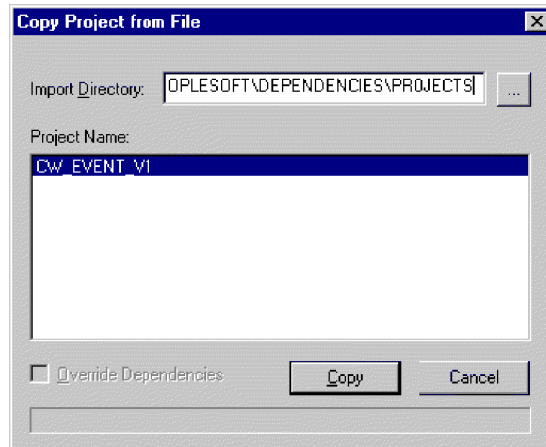 Copy Project from File
Import Directory: OPLESOFT\DEPENDENCIES\PROJECTS ...
Project Name:
CW_EVENT_V1
Override Dependencies Copy Cancel